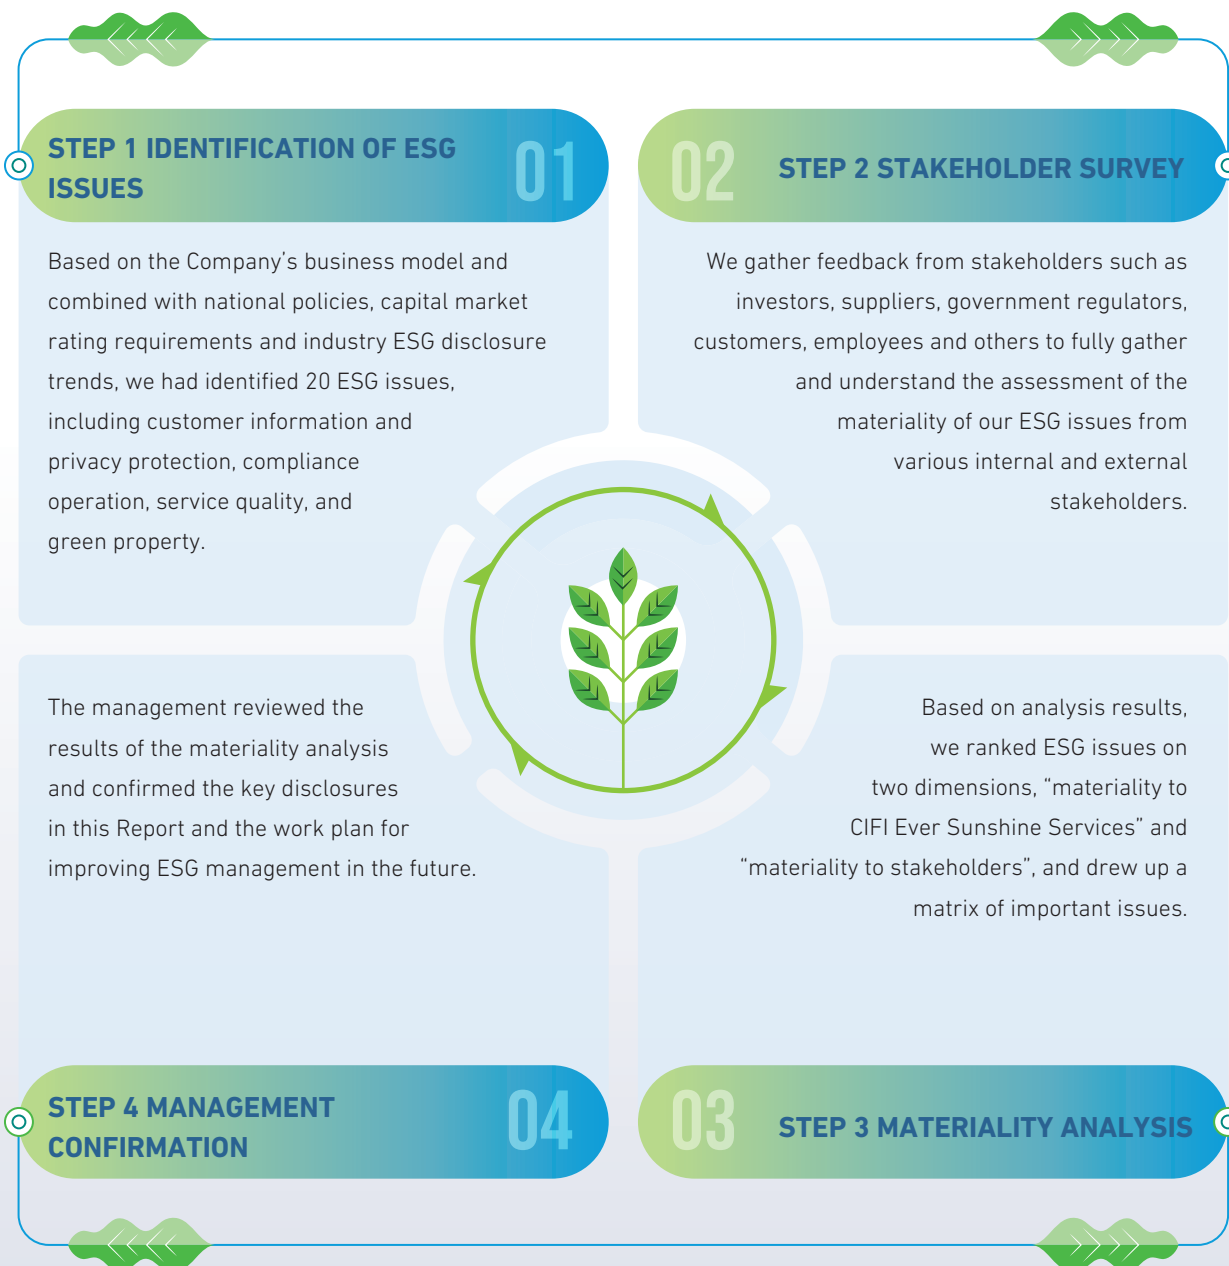 STEP 1 IDENTIFICATION OF ESG
ISSUES
01
Based on the Company’s business model and
combined with national policies, capital market
rating requirements and industry ESG disclosure
trends, we had identified 20 ESG issues,
including customer information and
privacy protection, compliance
operation, service quality, and
green property.
02
STEP 2 STAKEHOLDER SURVEY
We gather feedback from stakeholders such as
investors, suppliers, government regulators,
customers, employees and others to fully gather
and understand the assessment of the
materiality of our ESG issues from
various internal and external
stakeholders.
Based on analysis results,
we ranked ESG issues on
two dimensions, “materiality to
CIFI Ever Sunshine Services” and
“materiality to stakeholders”, and drew up a
matrix of important issues.
03
STEP 3 MATERIALITY ANALYSIS
The management reviewed the
results of the materiality analysis
and confirmed the key disclosures
in this Report and the work plan for
improving ESG management in the future.
STEP 4 MANAGEMENT
CONFIRMATION
04